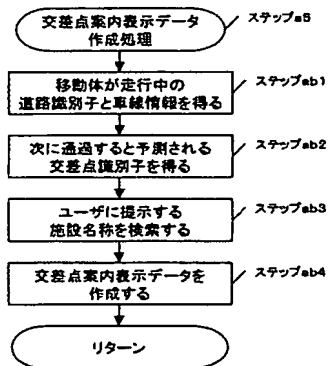 交差点案内表示データ
作成処理
ステップa5
移動体が走行中の
道路識別子と車線情報を得る
ステップab1
次に通過すると予測される
交差点識別子を得る
ステップab2
ユーザに提示する
施設名称を検索する
ステップab3
交差点案内表示データを
作成する
ステップab4
リターン